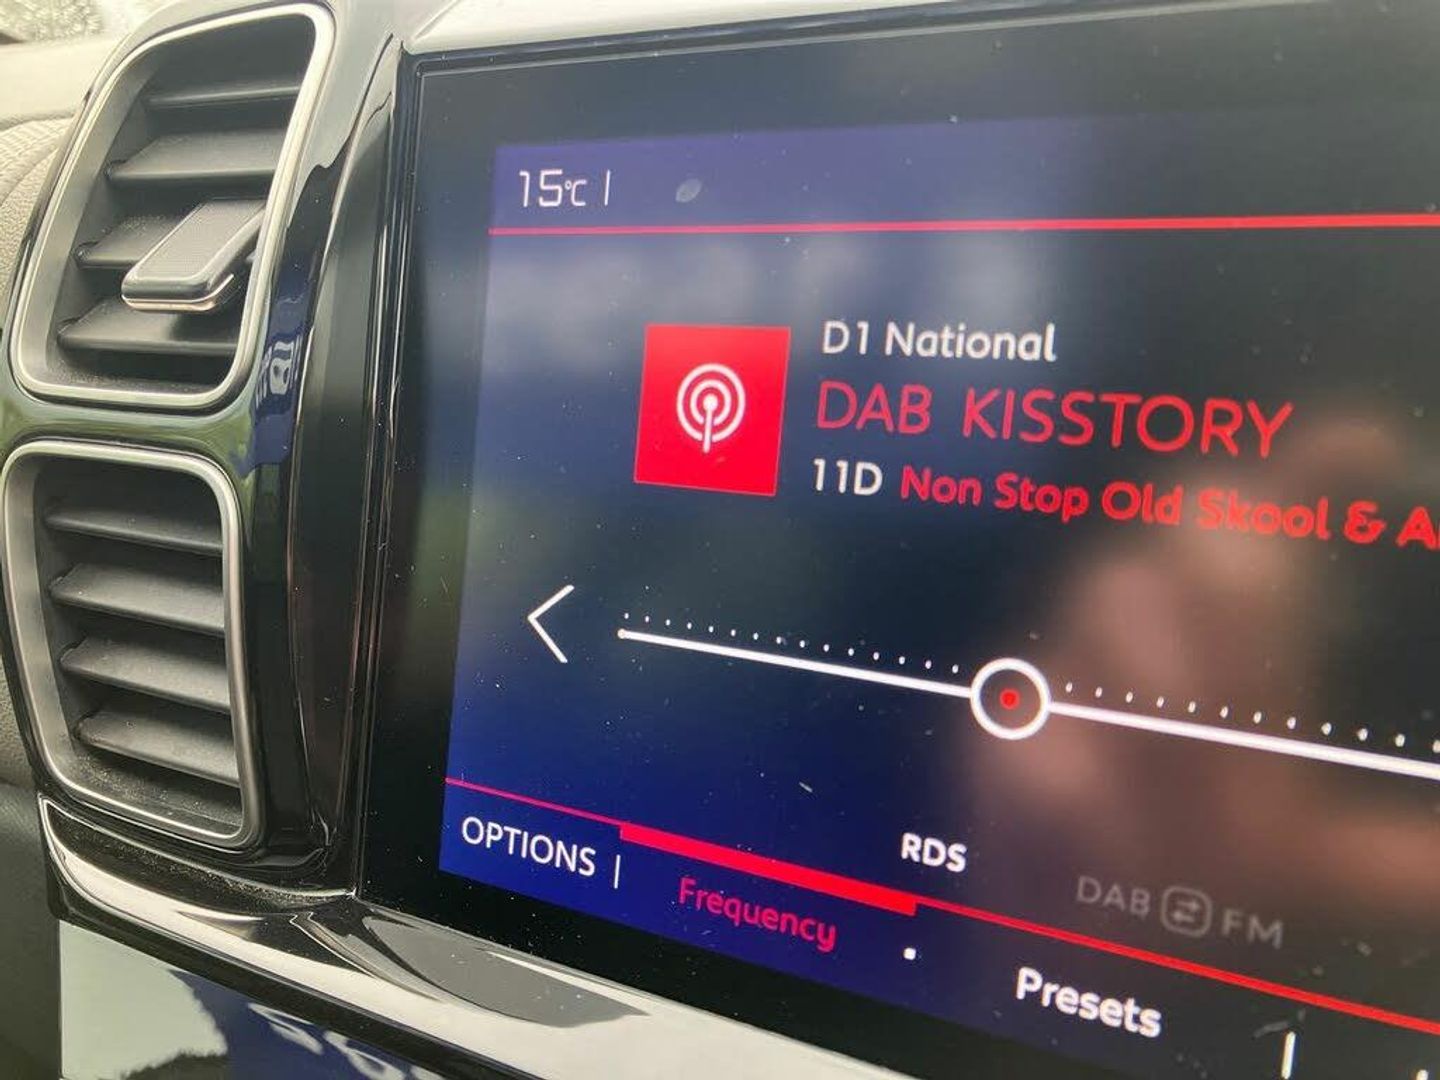 15°C |
D1 National
DAB KISSTORY
11D Non Stop Old Skool &
RDS
DAB FM
OPTIONS |
Frequency
Presets